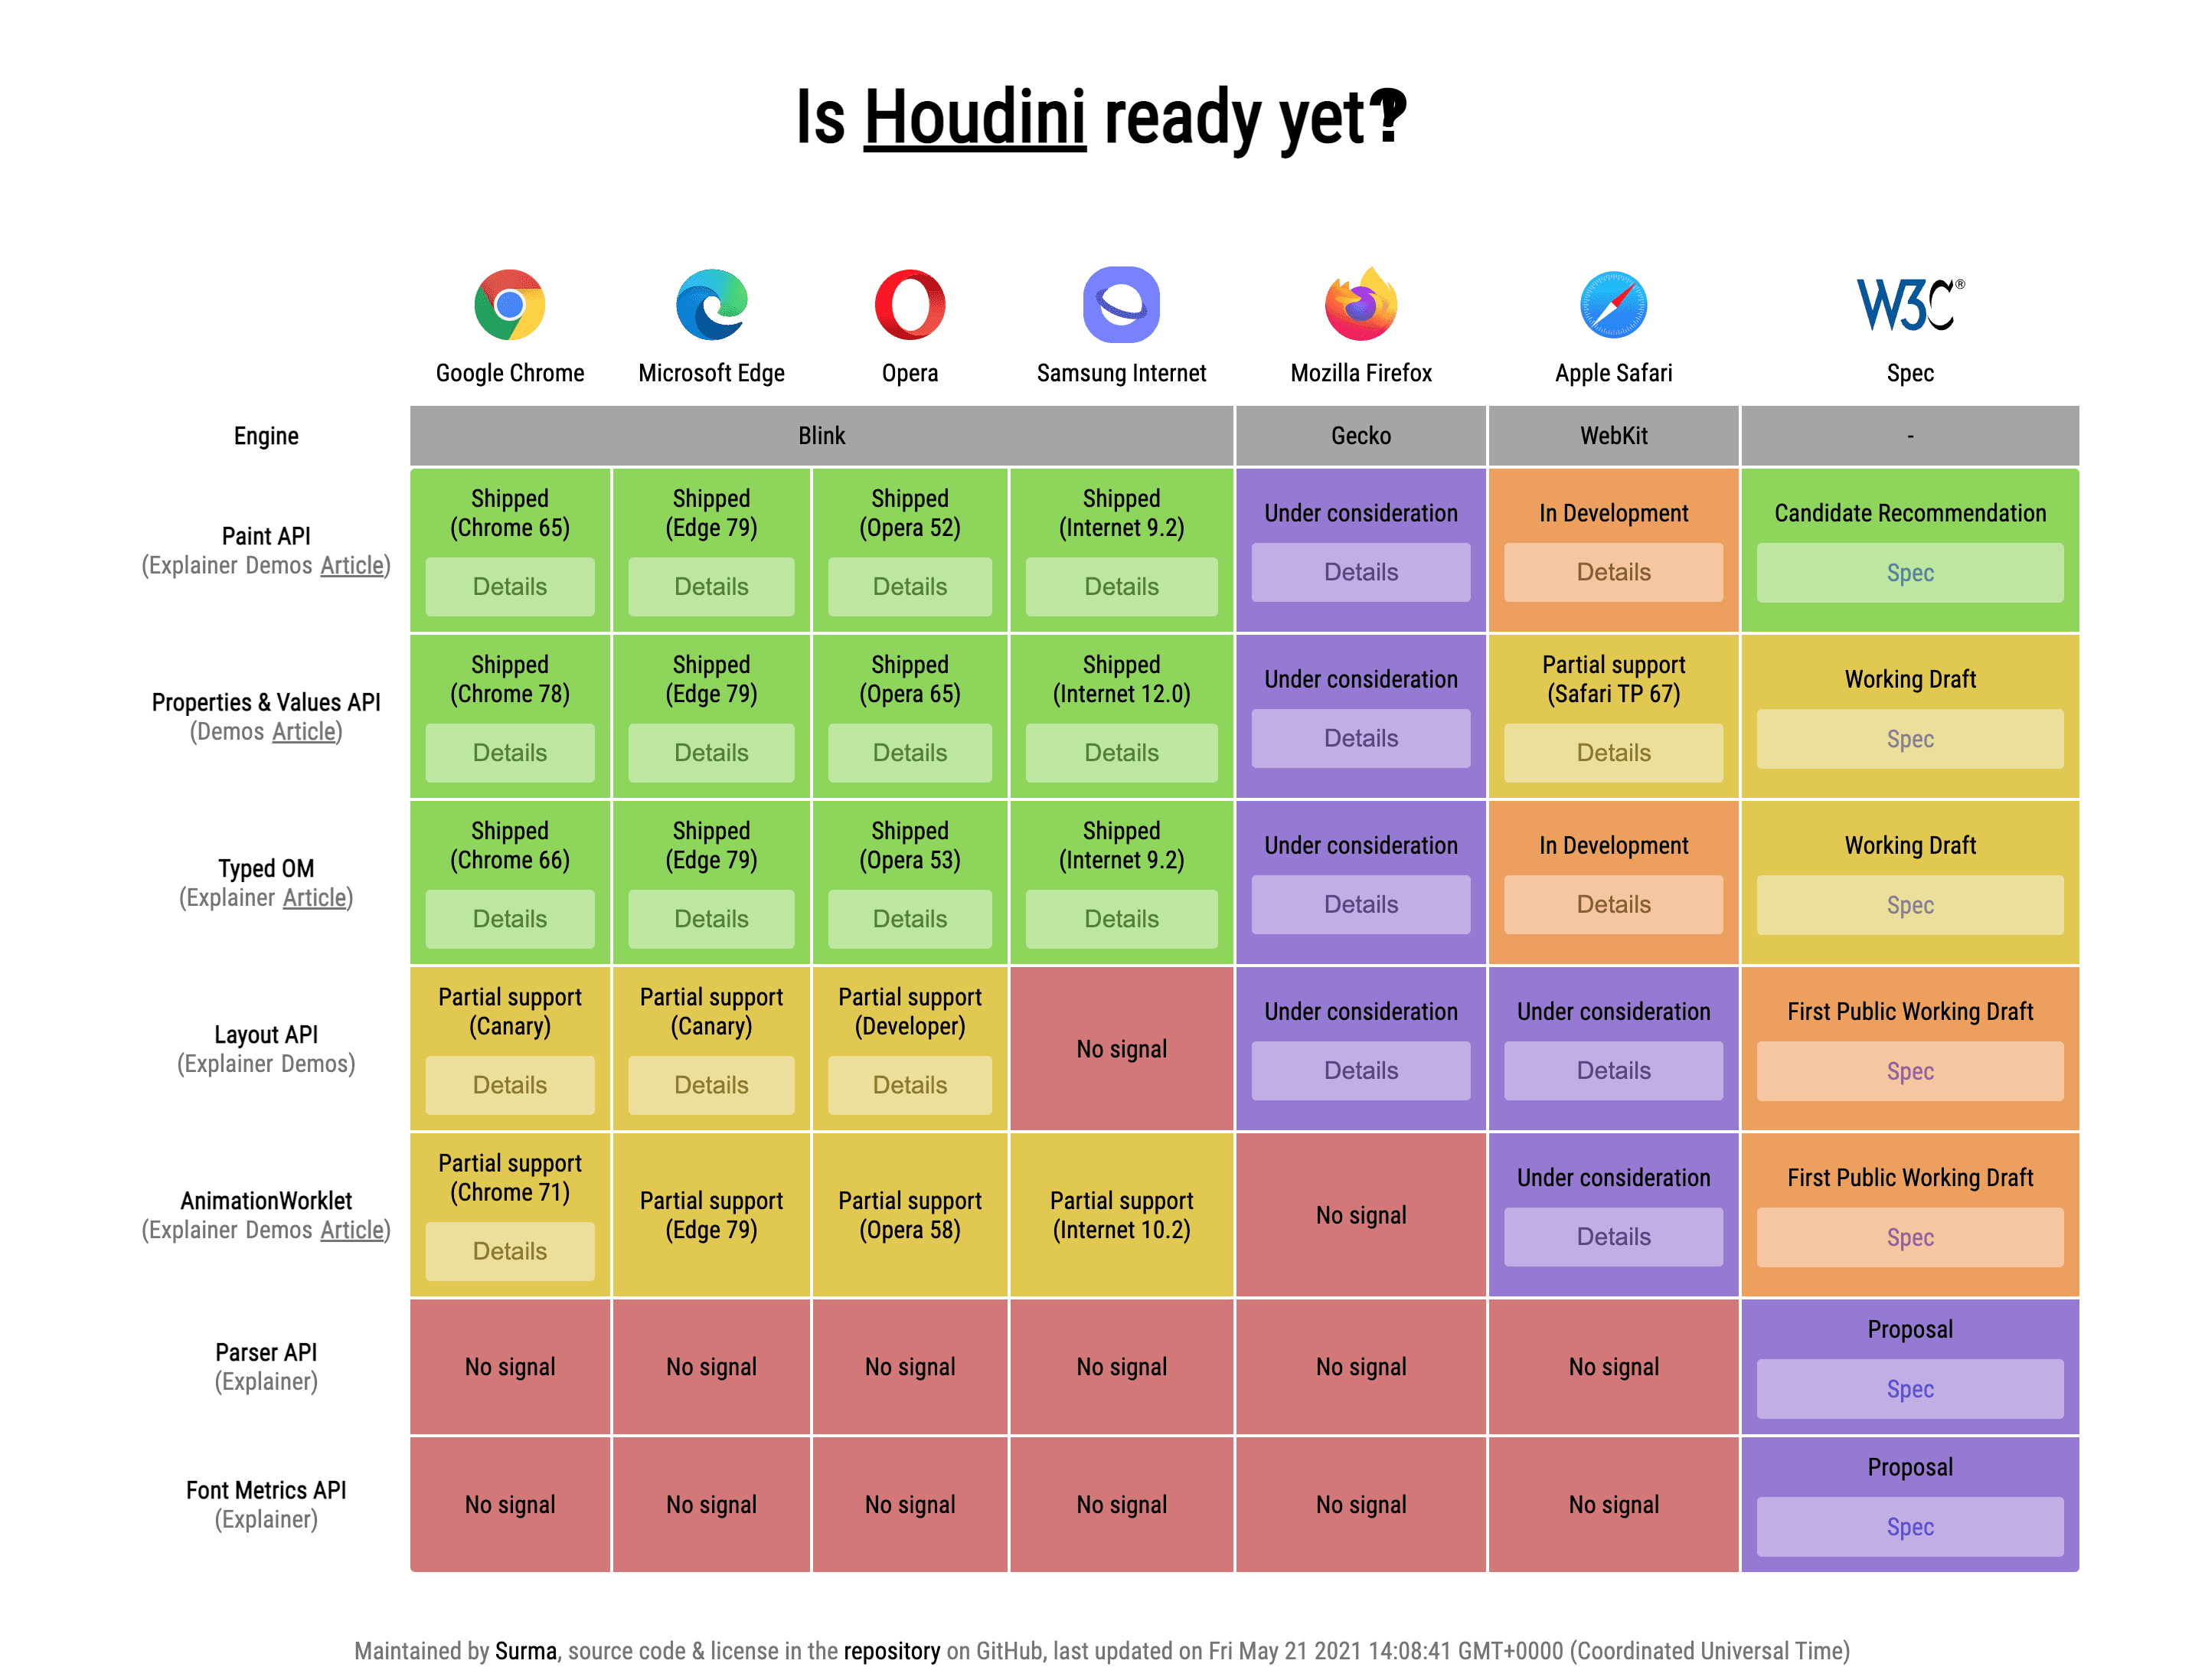 Is Houdini ready yet‽
W3C®
Google Chrome Microsoft Edge Opera Samsung Internet Mozilla Firefox Apple Safari Spec
Engine Blink Gecko WebKit -
Paint API
(Explainer Demos Article)
Shipped
(Chrome 65)
Details
Shipped
(Edge 79)
Details
Shipped
(Opera 52)
Details
Shipped
(Internet 9.2)
Details
Under consideration
Details
In Development
Details
Candidate Recommendation
Spec
Properties & Values API
(Demos Article)
Shipped
(Chrome 78)
Details
Shipped
(Edge 79)
Details
Shipped
(Opera 65)
Details
Shipped
(Internet 12.0)
Details
Under consideration
Details
Partial support
(Safari TP 67)
Details
Working Draft
Spec
Typed OM
(Explainer Article)
Shipped
(Chrome 66)
Details
Shipped
(Edge 79)
Details
Shipped
(Opera 53)
Details
Shipped
(Internet 9.2)
Details
Under consideration
Details
In Development
Details
Working Draft
Spec
Layout API
(Explainer Demos)
Partial support
(Canary)
Details
Partial support
(Canary)
Details
Partial support
(Developer)
Details
No signal
Under consideration
Details
Under consideration
Details
First Public Working Draft
Spec
AnimationWorklet
(Explainer Demos Article)
Partial support
(Chrome 71)
Details
Partial support
(Edge 79)
Partial support
(Opera 58)
Partial support
(Internet 10.2)
No signal
Under consideration
Details
First Public Working Draft
Spec
Parser API
(Explainer)
No signal
No signal
No signal
No signal
No signal
No signal
Proposal
Spec
Font Metrics API
(Explainer)
No signal
No signal
No signal
No signal
No signal
No signal
Proposal
Spec
Maintained by Surma, source code & license in the repository on GitHub, last updated on Fri May 21 2021 14:08:41 GMT+0000 (Coordinated Universal Time)